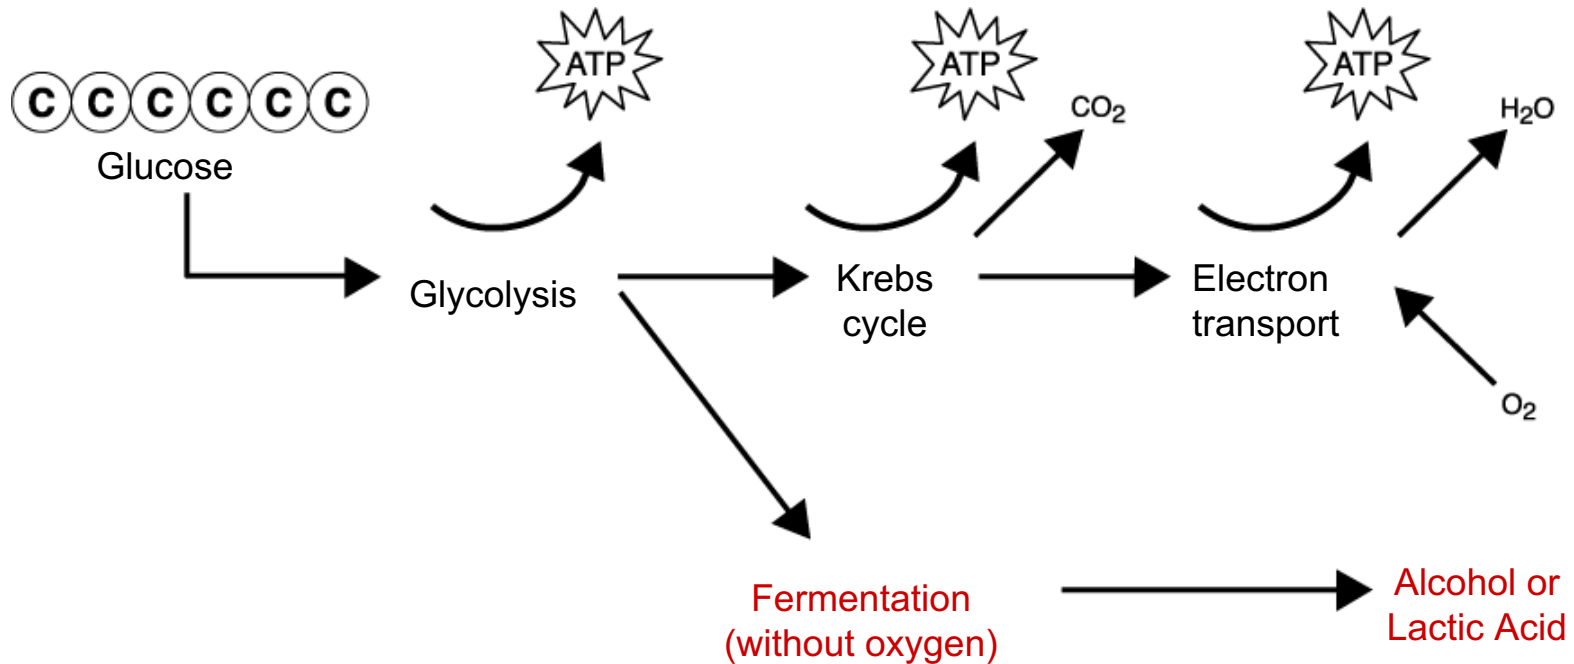 ATP
ATP
ATP
C C C C C C
CO₂
H₂O
Glucose
Glycolysis
Krebs
cycle
Electron
transport
O₂
Fermentation
(without oxygen)
Alcohol or
Lactic Acid